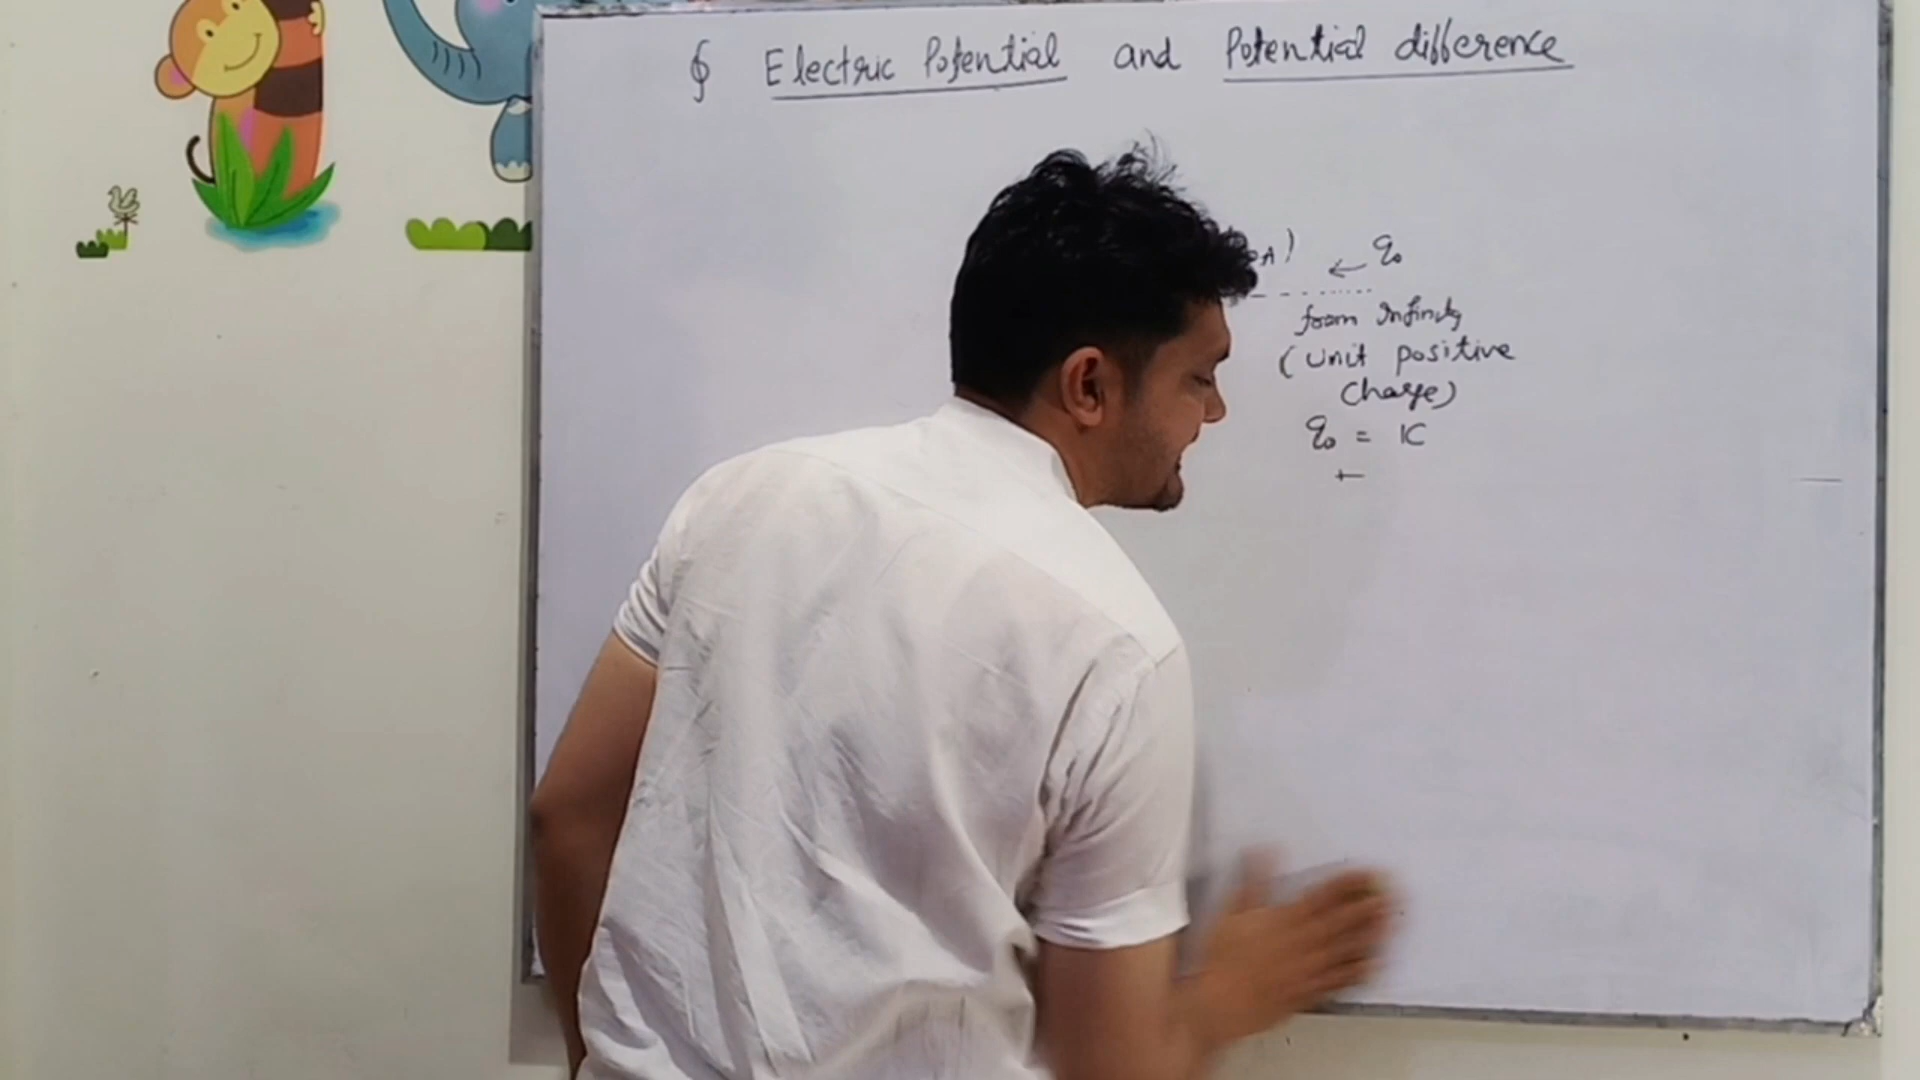 ∮ Electric Potential and Potential difference
A) ← q₀
from Infinity
(Unit positive
Charge)
q₀ = 1C
+